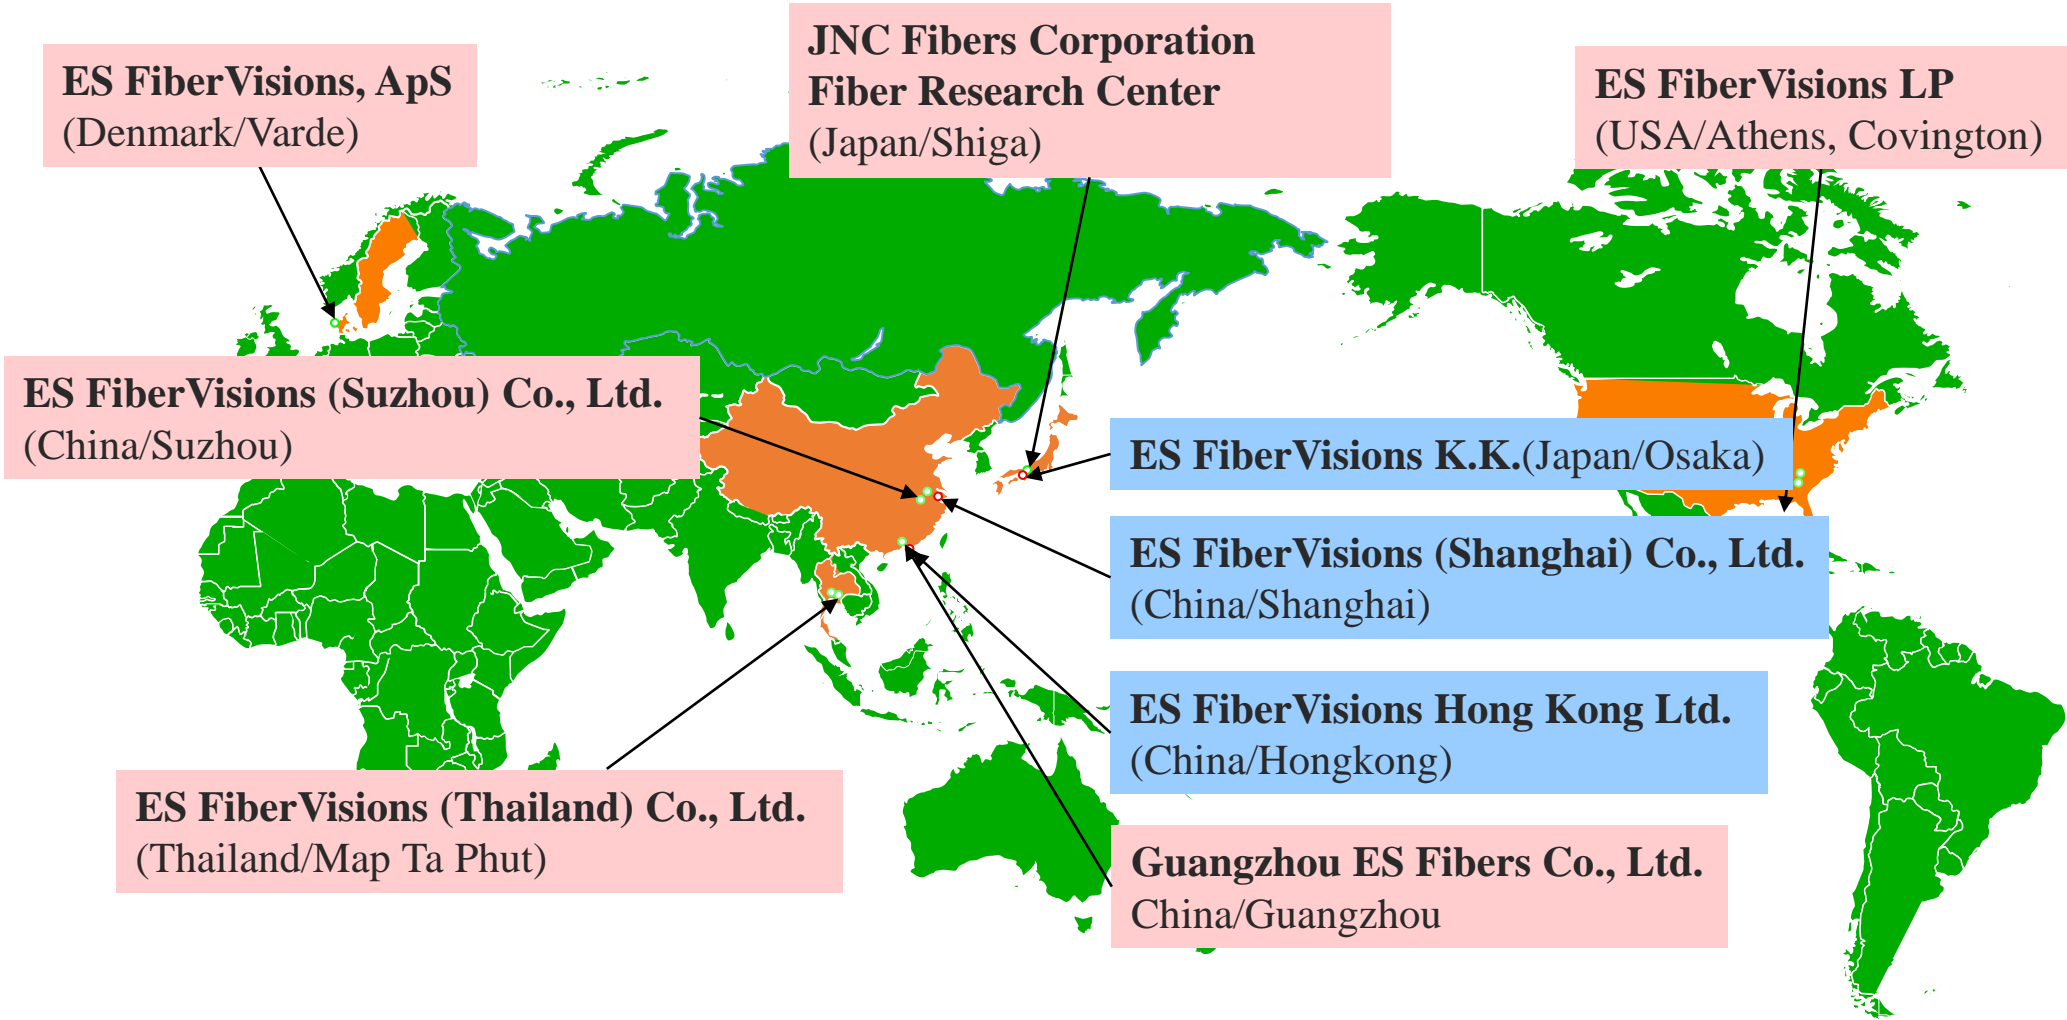 JNC Fibers Corporation
Fiber Research Center
(Japan/Shiga)
ES FiberVisions, ApS
(Denmark/Varde)
ES FiberVisions LP
(USA/Athens, Covington)
ES FiberVisions (Suzhou) Co., Ltd.
(China/Suzhou)
ES FiberVisions K.K.(Japan/Osaka)
ES FiberVisions (Shanghai) Co., Ltd.
(China/Shanghai)
ES FiberVisions Hong Kong Ltd.
(China/Hongkong)
ES FiberVisions (Thailand) Co., Ltd.
(Thailand/Map Ta Phut)
Guangzhou ES Fibers Co., Ltd.
China/Guangzhou